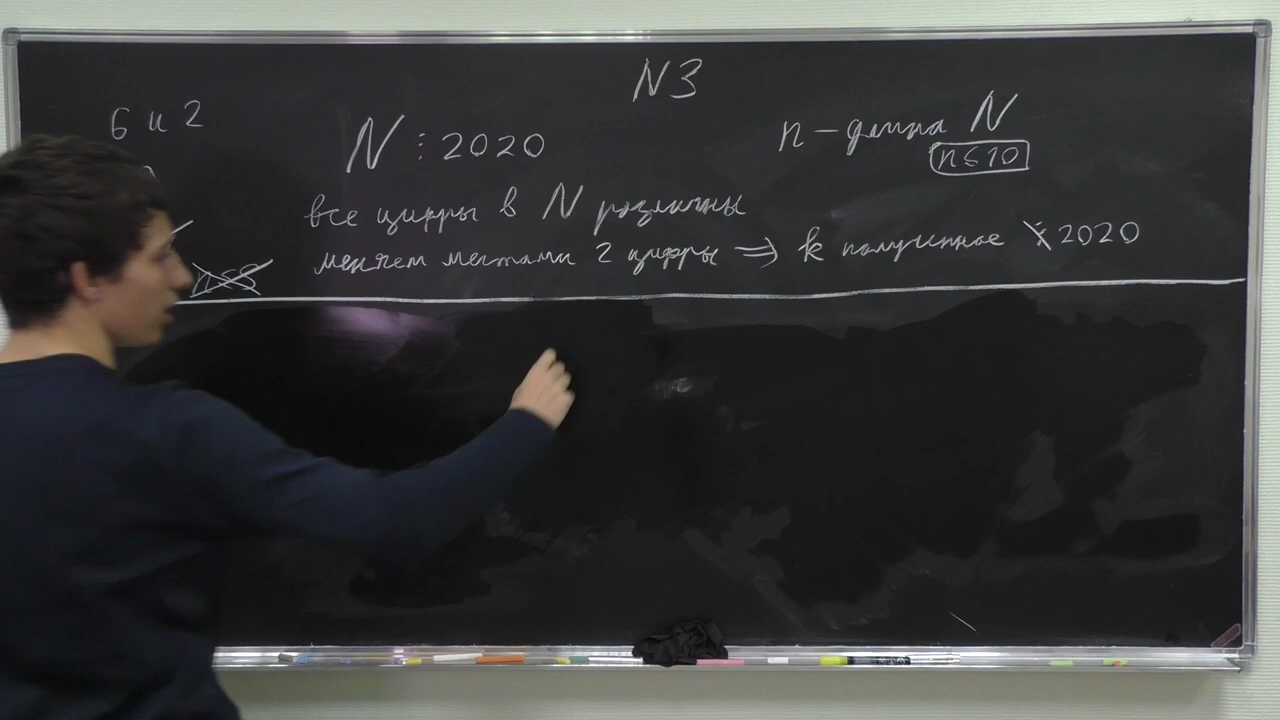 N3
6 и 2
N ⋮ 2020
n – длина N
n ≤ 10
все цифры в N различны
меняем местами 2 цифры ⇒ k полученное ⋮̸ 2020